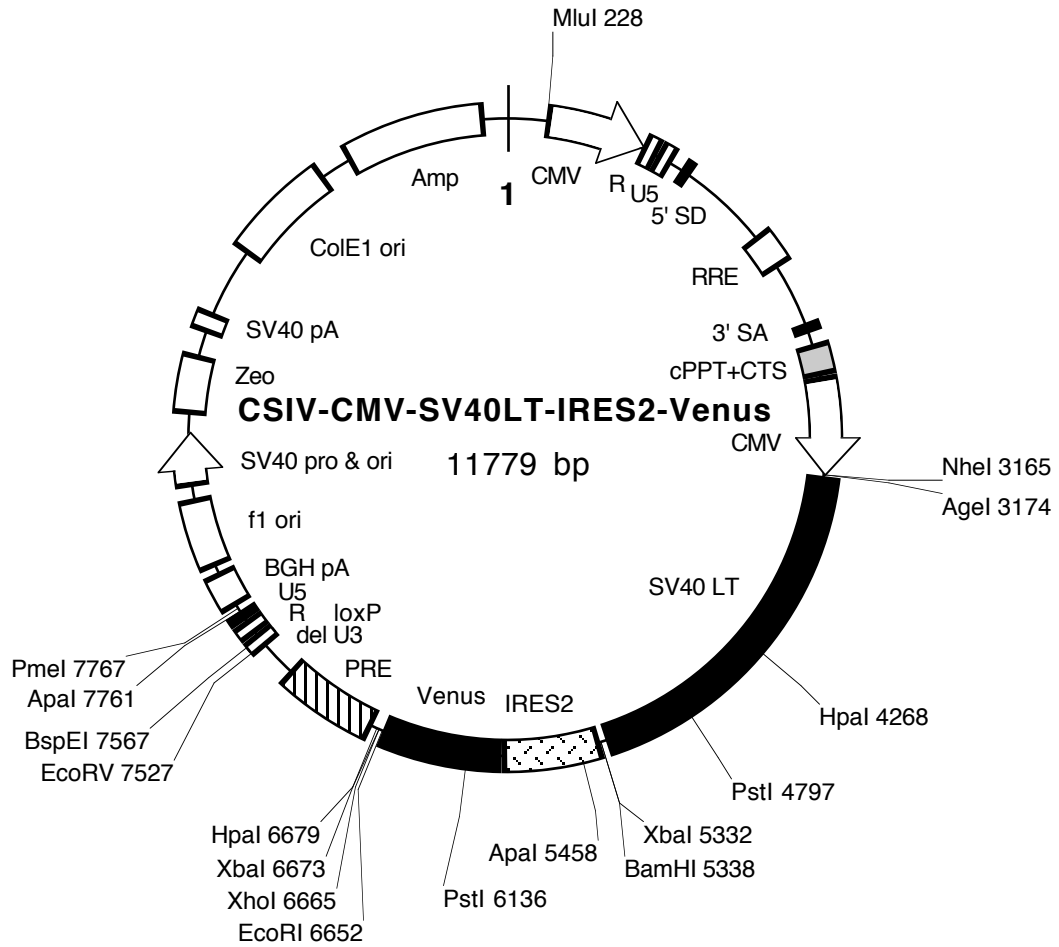 MluI 228
Amp
1
CMV
R
U5
5' SD
ColE1 ori
RRE
SV40 pA
3' SA
Zeo
cPPT+CTS
CSIV-CMV-SV40LT-IRES2-Venus
CMV
SV40 pro & ori
11779 bp
NheI 3165
AgeI 3174
f1 ori
BGH pA
U5
R
loxP
del U3
SV40 LT
PmeI 7767
ApaI 7761
PRE
Venus
IRES2
BspEI 7567
EcoRV 7527
HpaI 4268
PstI 4797
HpaI 6679
XbaI 6673
XhoI 6665
EcoRI 6652
PstI 6136
ApaI 5458
XbaI 5332
BamHI 5338